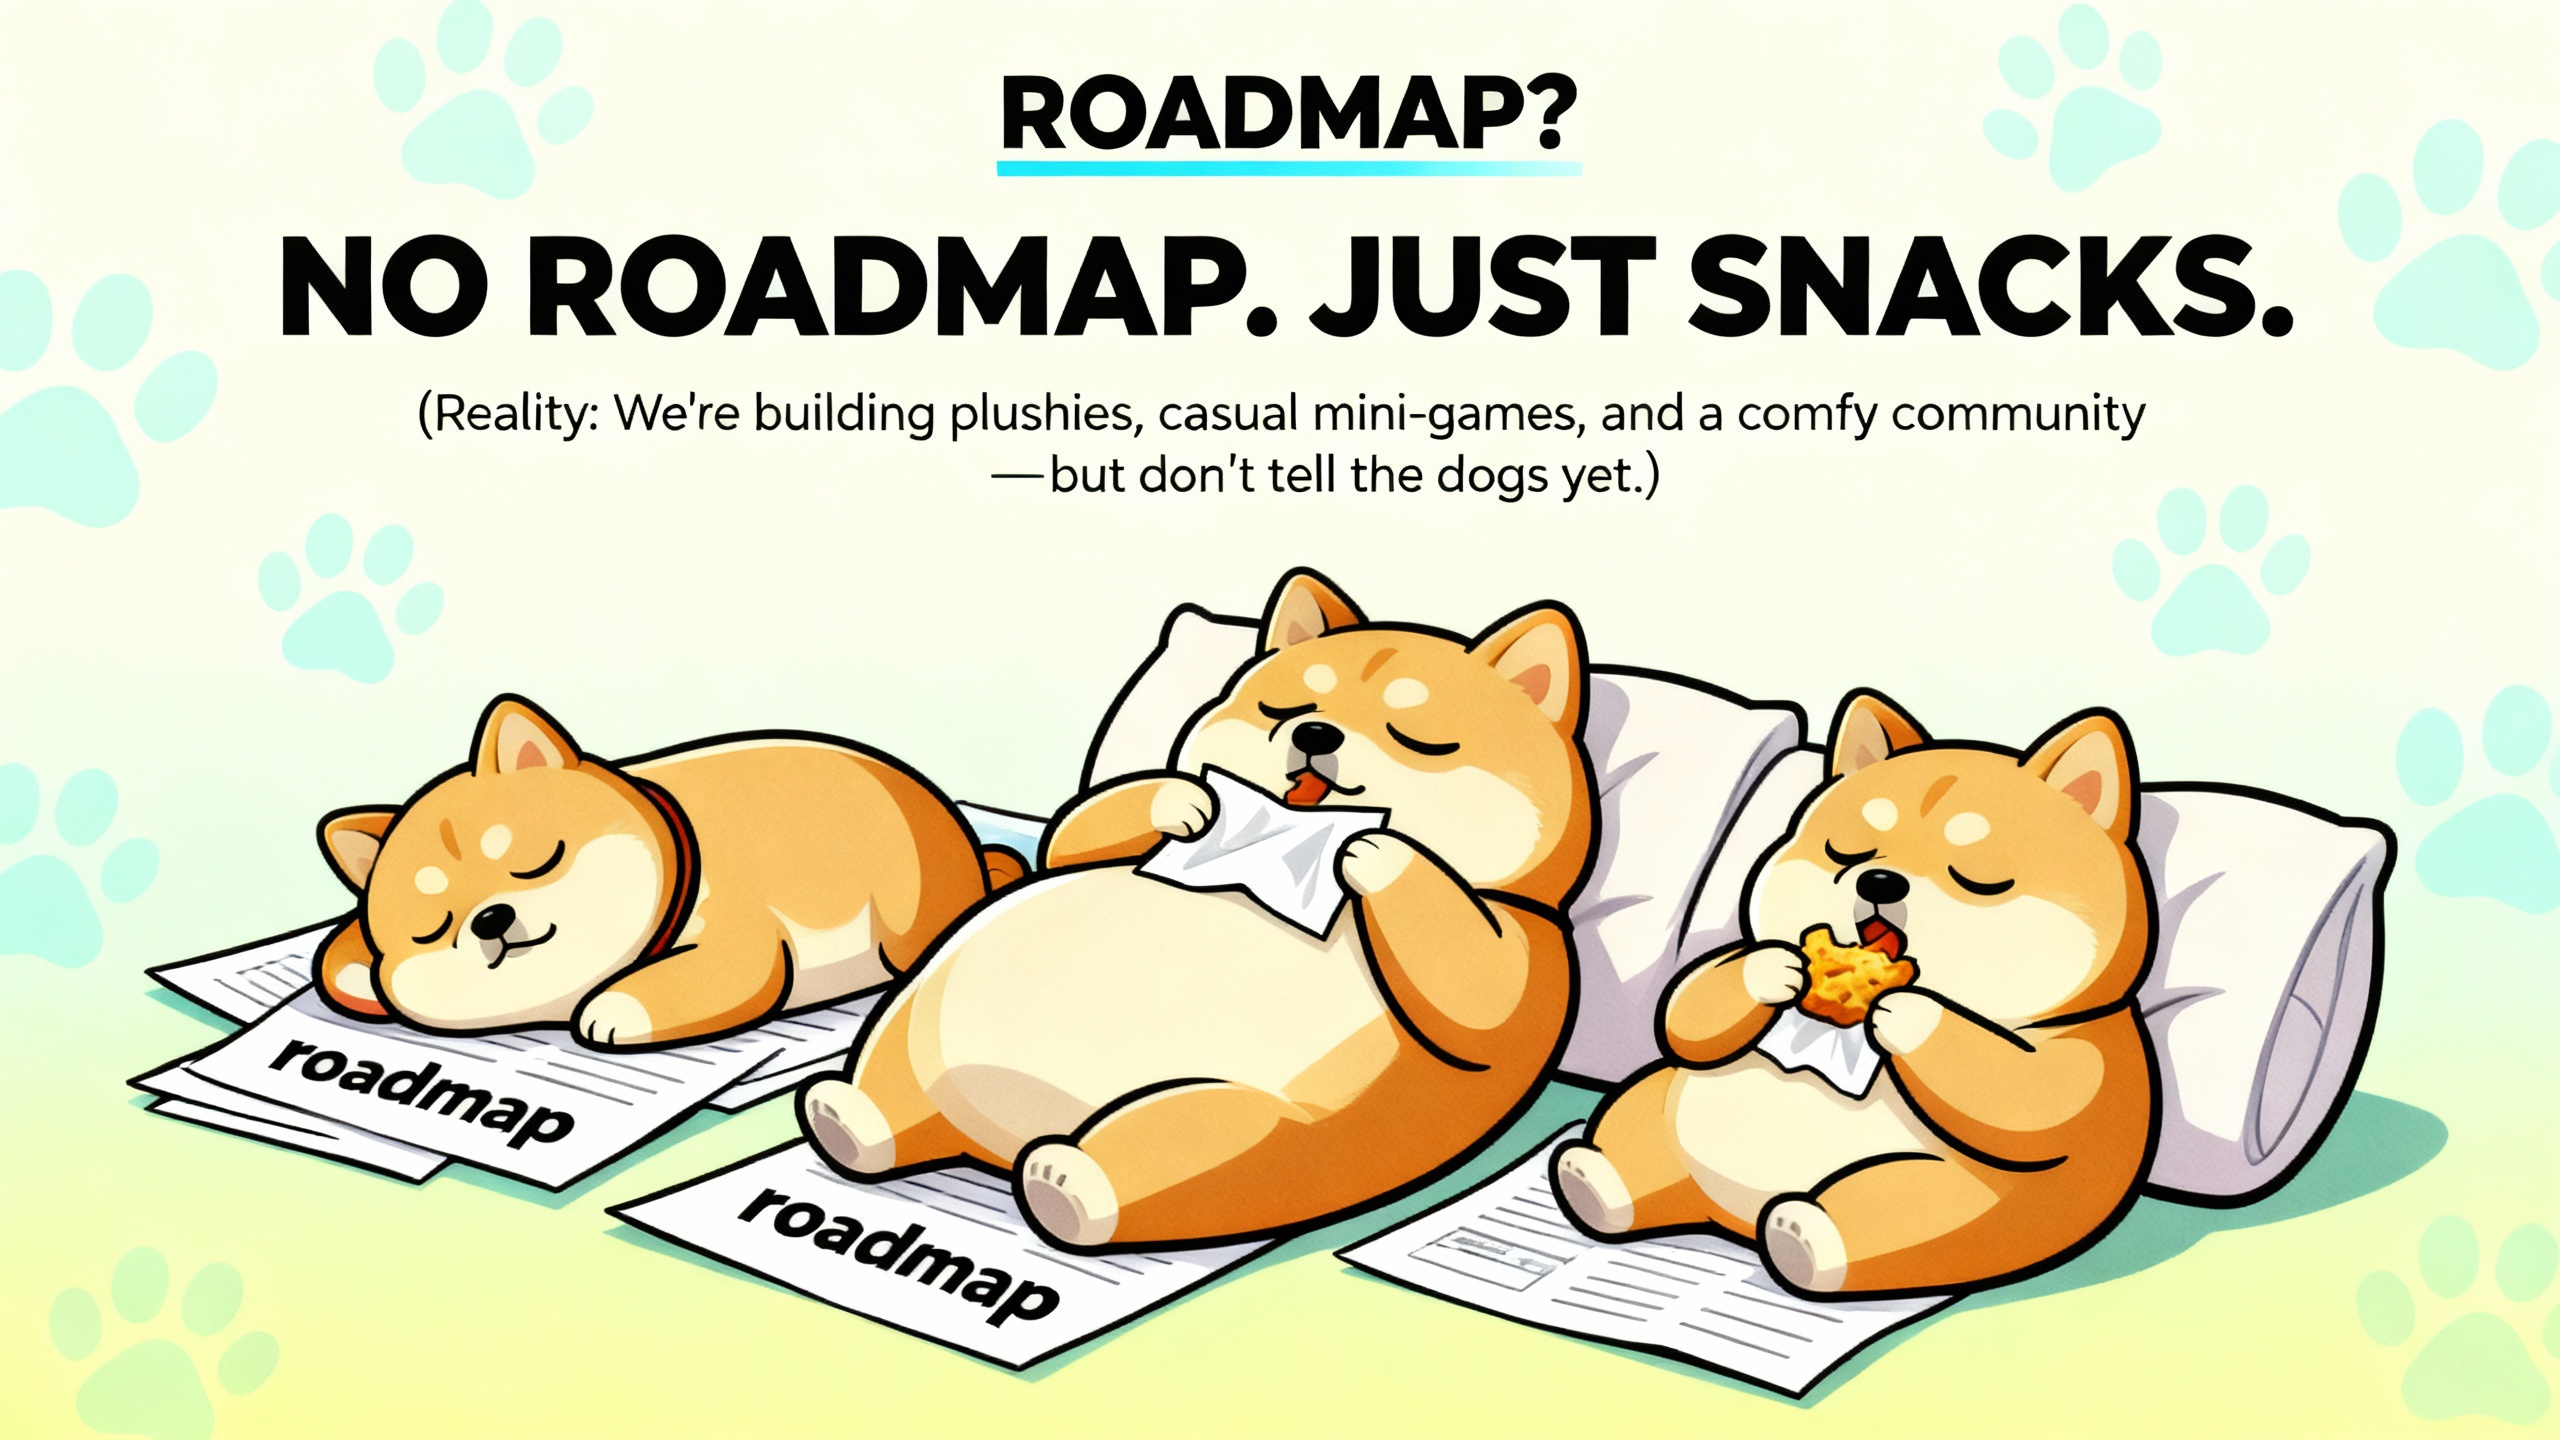 ROADMAP?
NO ROADMAP. JUST SNACKS.
(Reality: We're building plushies, casual mini-games, and a comfy community
—but don't tell the dogs yet.)
roadmap
roadmap